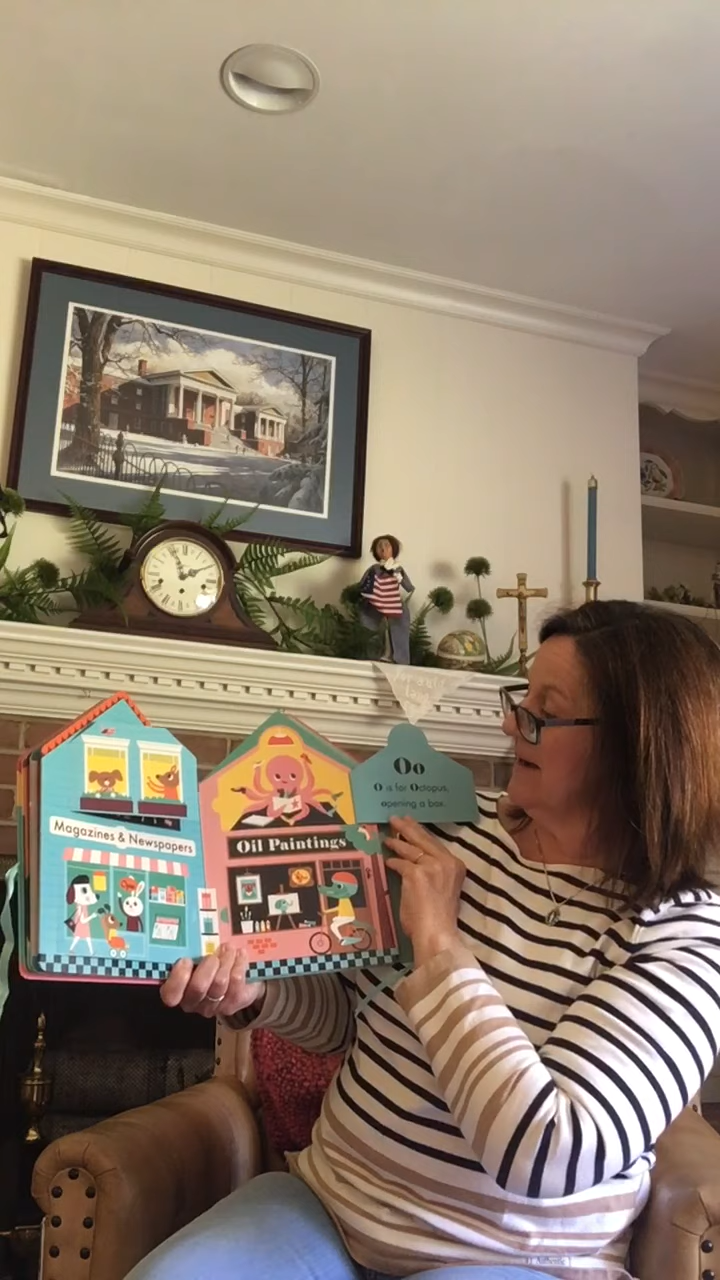 Magazines & Newspapers
Oil Paintings
Oo
O is for Octopus,
opening a box.